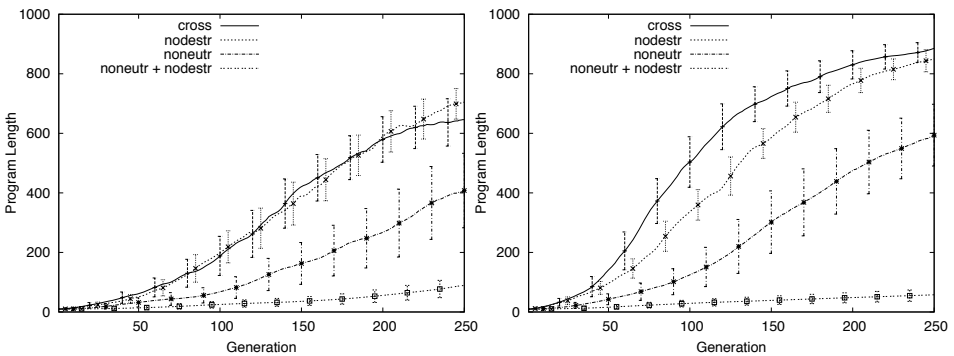 1000
800
600
400
200
0
Program Length
cross
nodestr
noneutr
noneutr + nodestr
50
100
150
200
250
Generation
1000
800
600
400
200
0
Program Length
cross
nodestr
noneutr
noneutr + nodestr
50
100
150
200
250
Generation